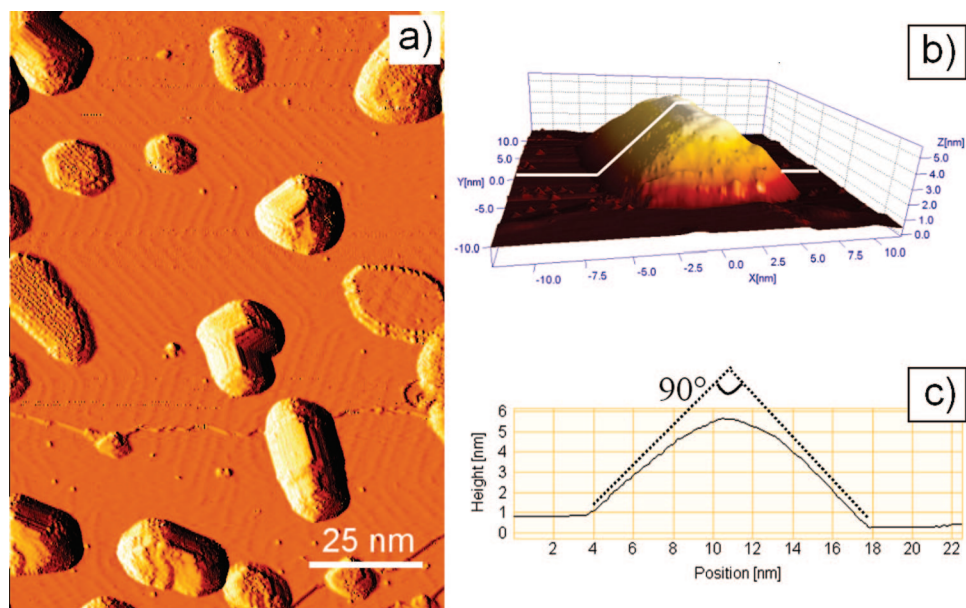 a)
25 nm
b)
Z[nm]
5.0
4.0
3.0
2.0
1.0
0.0
10.0
5.0
Y[nm] 0.0
-5.0
-10.0
-10.0 -7.5 -5.0 -2.5 0.0 2.5 5.0 7.5 10.0
X[nm]
c)
90°
Height [nm]
6
5
4
3
2
1
0
2 4 6 8 10 12 14 16 18 20 22
Position [nm]